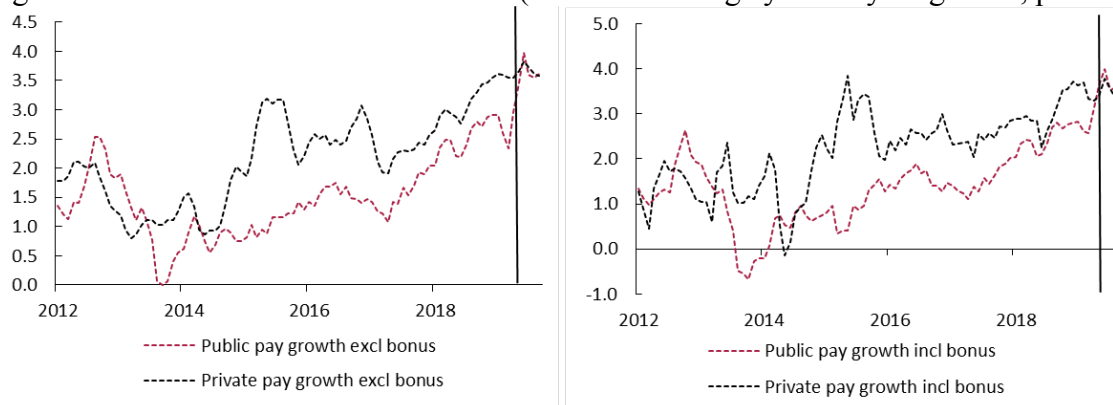 4.5
4.0
3.5
3.0
2.5
2.0
1.5
1.0
0.5
0.0
2012 2014 2016 2018
Public pay growth excl bonus
Private pay growth excl bonus
5.0
4.0
3.0
2.0
1.0
0.0
-1.0
2012 2014 2016 2018
Public pay growth incl bonus
Private pay growth incl bonus